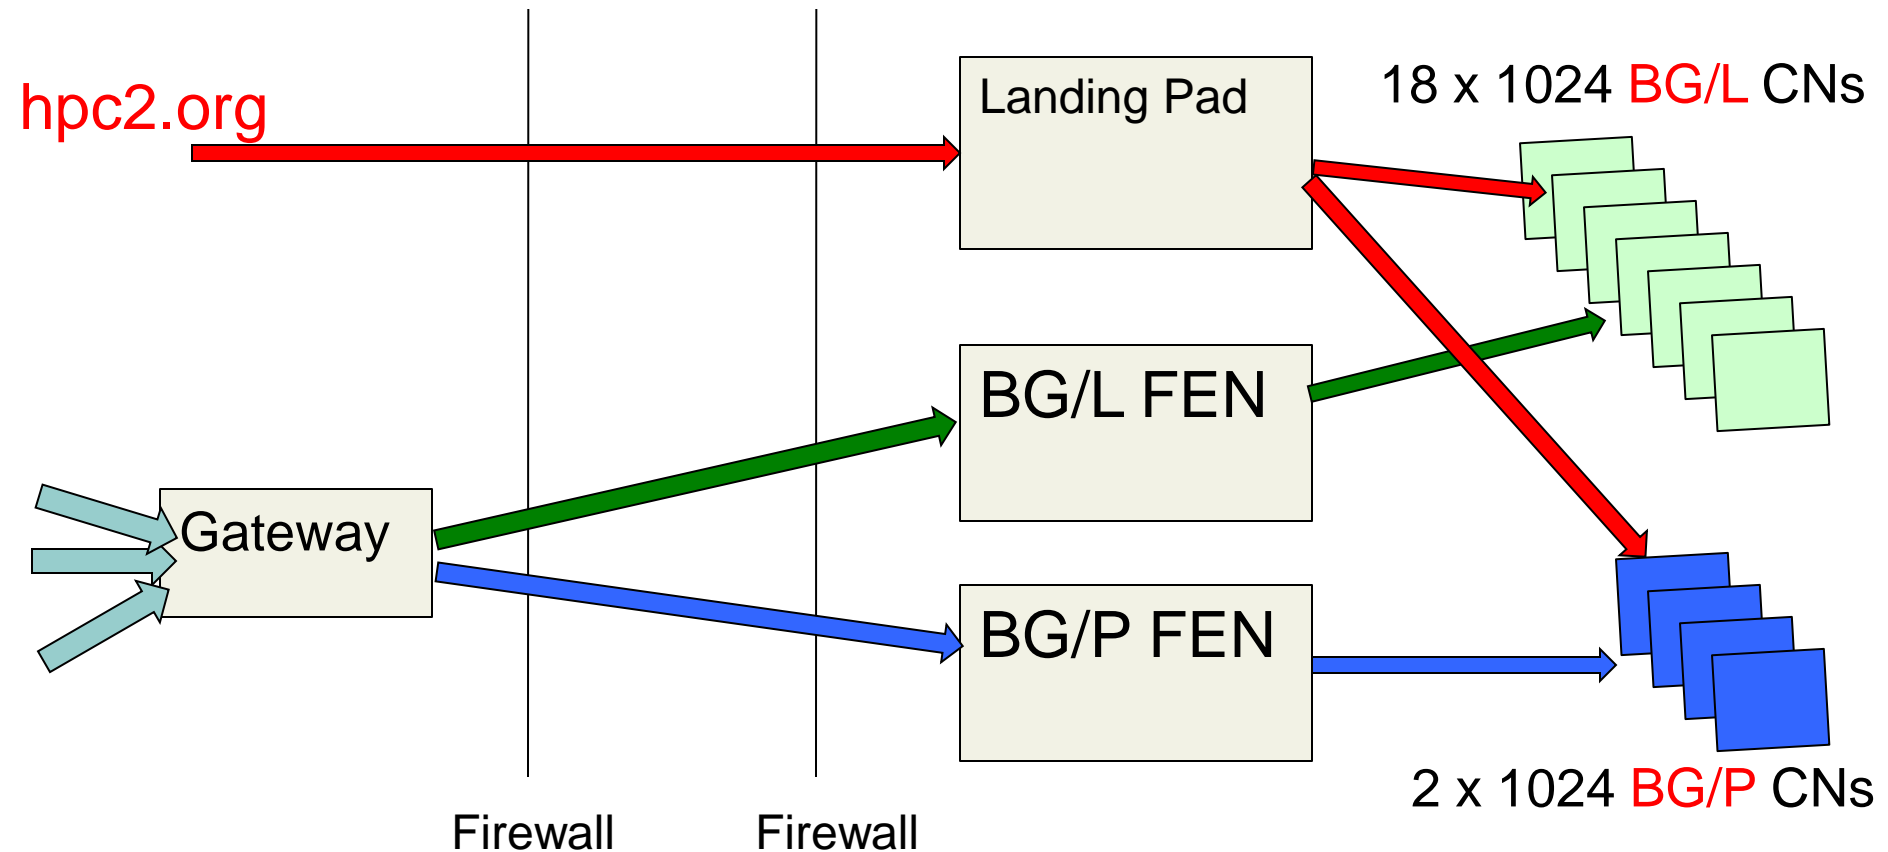 hpc2.org
Landing Pad
18 x 1024 BG/L CNs
BG/L FEN
Gateway
BG/P FEN
2 x 1024 BG/P CNs
Firewall
Firewall